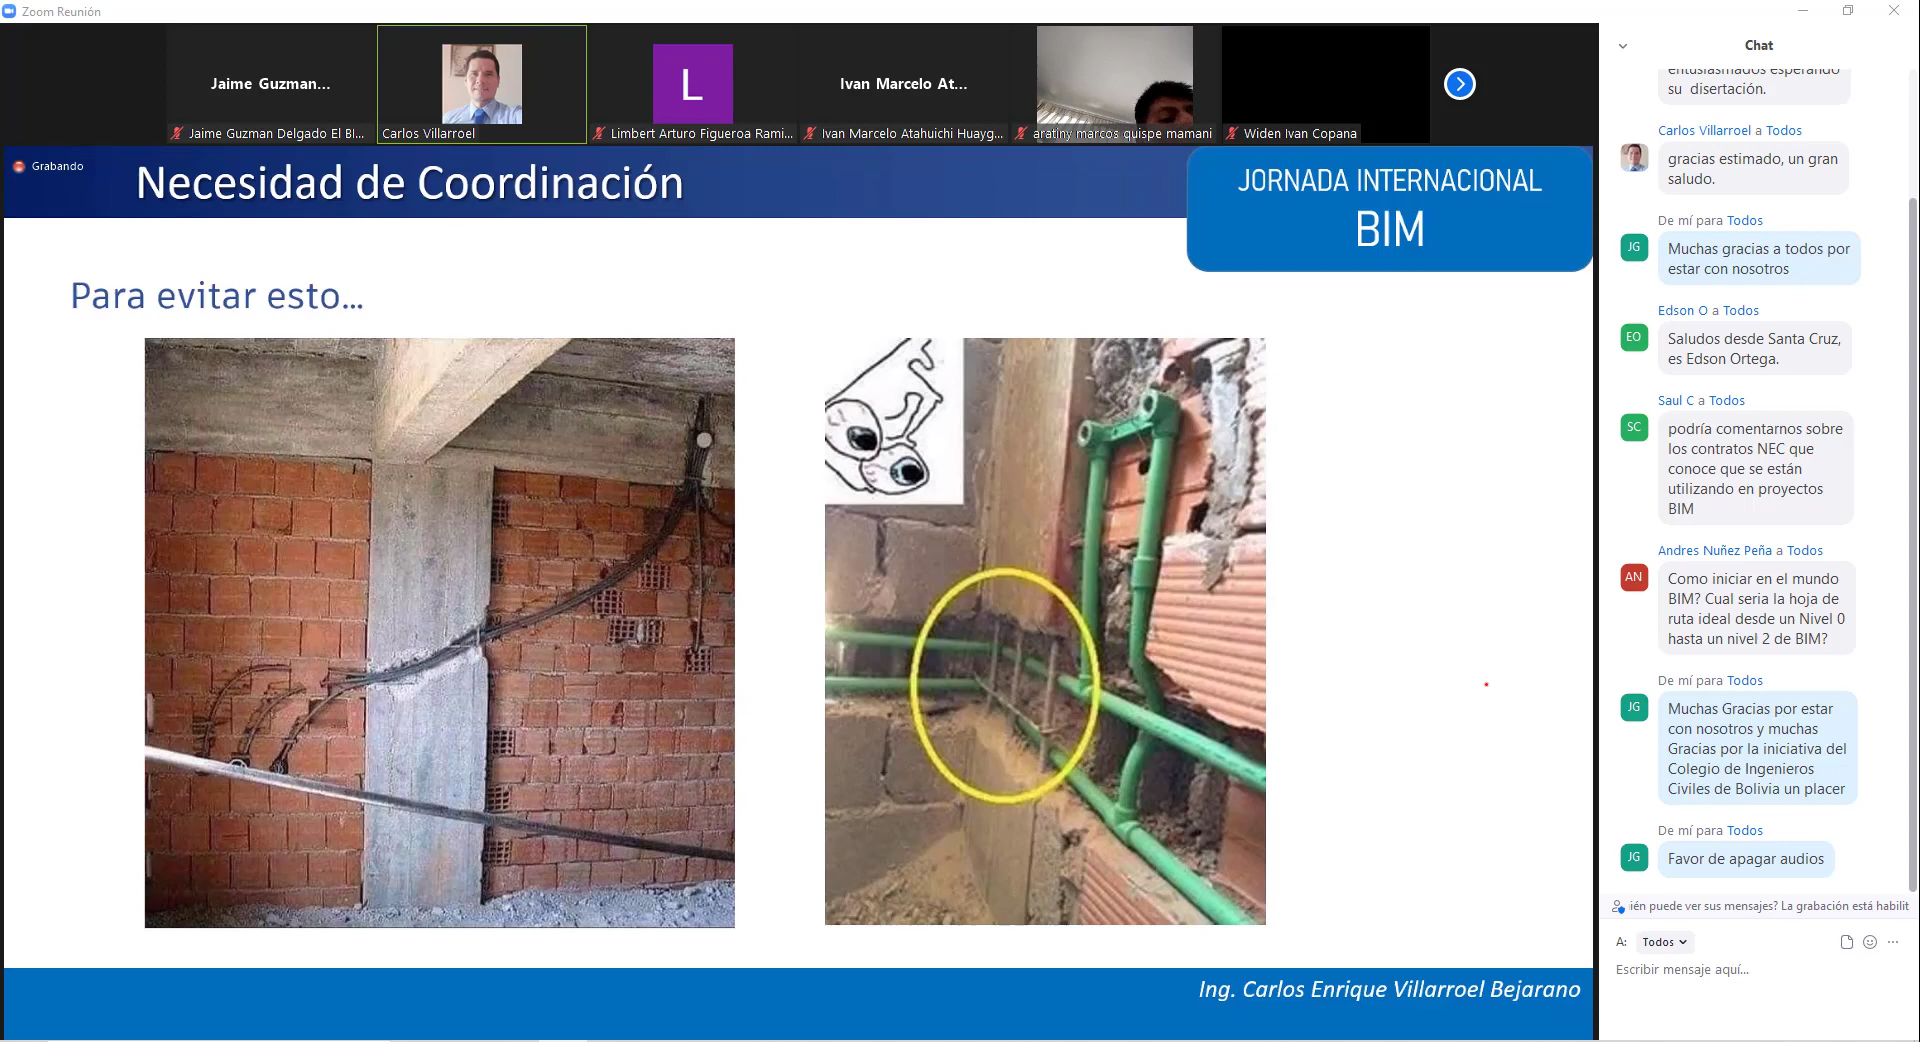 Zoom Reunión
Jaime Guzman...
Jaime Guzman Delgado El BI...
Carlos Villarroel
L
Limbert Arturo Figueroa Rami...
Ivan Marcelo At...
Ivan Marcelo Atahuichi Huayg...
aratiny marcos quispe mamani
Widen Ivan Copana
Grabando
Necesidad de Coordinación
JORNADA INTERNACIONAL
BIM
Para evitar esto...
Ing. Carlos Enrique Villarroel Bejarano
Chat
entusiasmados esperando
su disertación.
Carlos Villarroel a Todos
gracias estimado, un gran
saludo.
De mí para Todos
JG
Muchas gracias a todos por
estar con nosotros
Edson O a Todos
EO
Saludos desde Santa Cruz,
es Edson Ortega.
Saul C a Todos
SC
podría comentarnos sobre
los contratos NEC que
conoce que se están
utilizando en proyectos
BIM
Andres Nuñez Peña a Todos
AN
Como iniciar en el mundo
BIM? Cual seria la hoja de
ruta ideal desde un Nivel 0
hasta un nivel 2 de BIM?
De mí para Todos
JG
Muchas Gracias por estar
con nosotros y muchas
Gracias por la iniciativa del
Colegio de Ingenieros
Civiles de Bolivia un placer
De mí para Todos
JG
Favor de apagar audios
ién puede ver sus mensajes? La grabación está habilit
A: Todos
Escribir mensaje aquí...